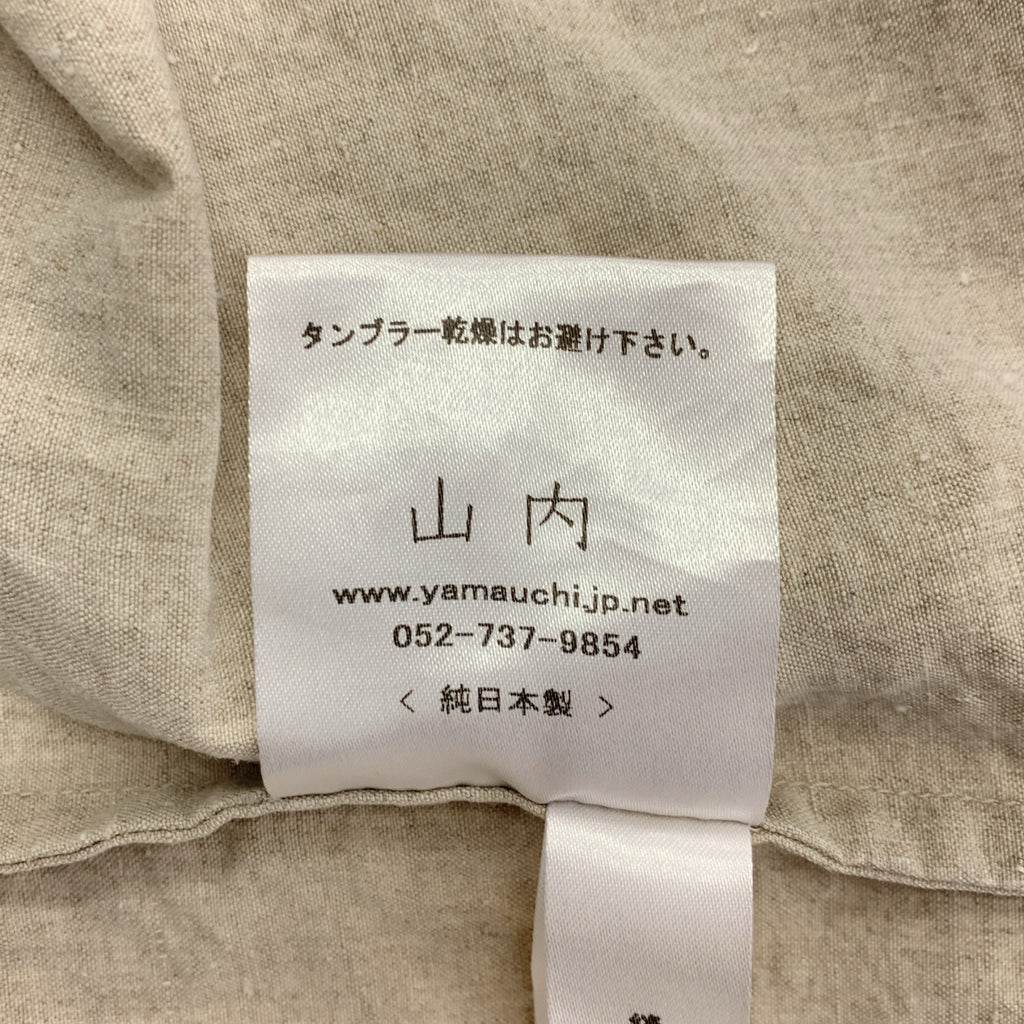 タンブラー乾燥はお避け下さい。
山内
www.yamauchi.jp.net
052-737-9854
< 純日本製 >